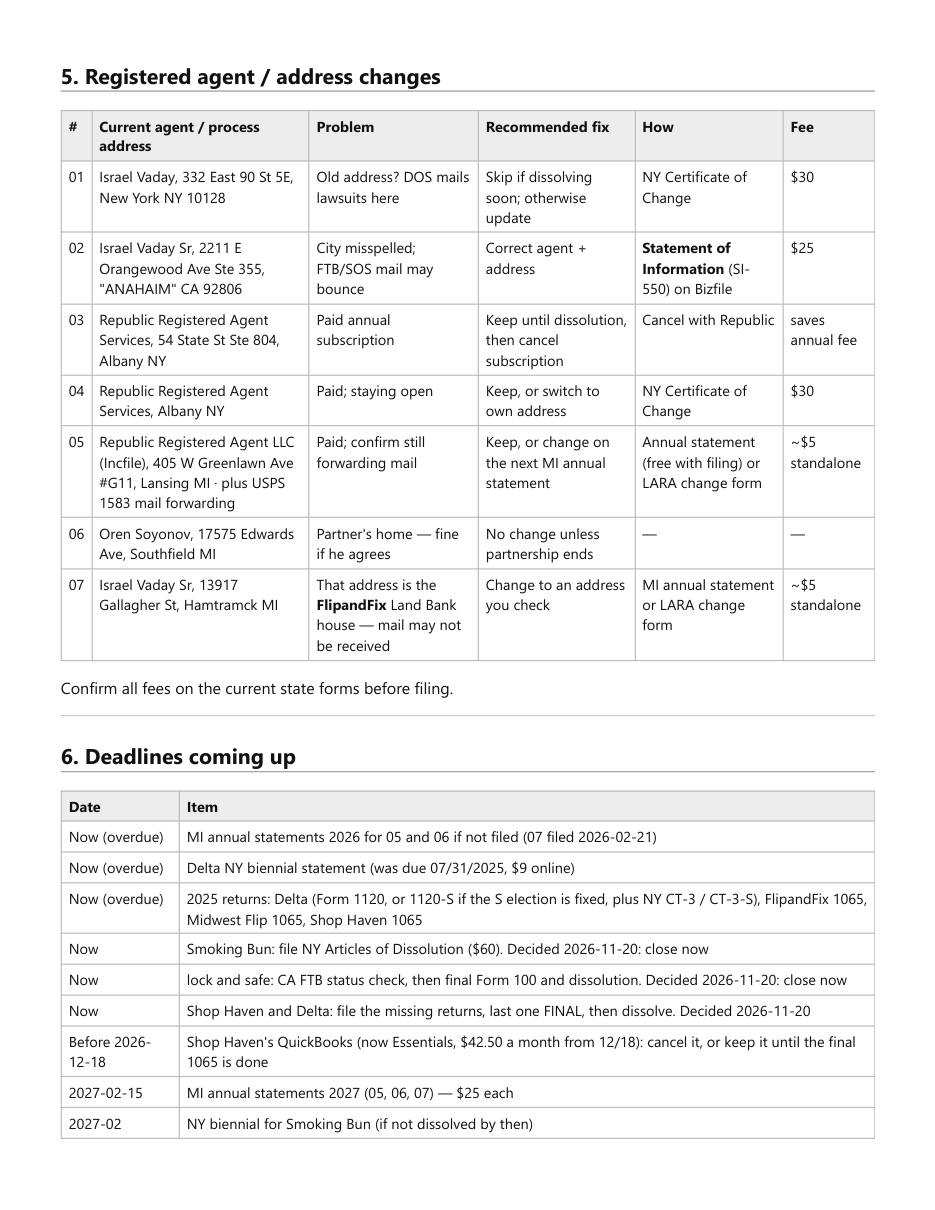 5. Registered agent / address changes
# Current agent / process address Problem Recommended fix How Fee
01 Israel Vaday, 332 East 90 St 5E, New York NY 10128 Old address? DOS mails lawsuits here Skip if dissolving soon; otherwise update NY Certificate of Change $30
02 Israel Vaday Sr, 2211 E Orangewood Ave Ste 355, "ANAHAIM" CA 92806 City misspelled; FTB/SOS mail may bounce Correct agent + address Statement of Information (SI-550) on Bizfile $25
03 Republic Registered Agent Services, 54 State St Ste 804, Albany NY Paid annual subscription Keep until dissolution, then cancel subscription Cancel with Republic saves annual fee
04 Republic Registered Agent Services, Albany NY Paid; staying open Keep, or switch to own address NY Certificate of Change $30
05 Republic Registered Agent LLC (Incfile), 405 W Greenlawn Ave #G11, Lansing MI · plus USPS 1583 mail forwarding Paid; confirm still forwarding mail Keep, or change on the next MI annual statement Annual statement (free with filing) or LARA change form ~$5 standalone
06 Oren Soyonov, 17575 Edwards Ave, Southfield MI Partner's home — fine if he agrees No change unless partnership ends — —
07 Israel Vaday Sr, 13917 Gallagher St, Hamtramck MI That address is the FlipandFix Land Bank house — mail may not be received Change to an address you check MI annual statement or LARA change form ~$5 standalone
Confirm all fees on the current state forms before filing.
6. Deadlines coming up
Date Item
Now (overdue) MI annual statements 2026 for 05 and 06 if not filed (07 filed 2026-02-21)
Now (overdue) Delta NY biennial statement (was due 07/31/2025, $9 online)
Now (overdue) 2025 returns: Delta (Form 1120, or 1120-S if the S election is fixed, plus NY CT-3 / CT-3-S), FlipandFix 1065, Midwest Flip 1065, Shop Haven 1065
Now Smoking Bun: file NY Articles of Dissolution ($60). Decided 2026-11-20: close now
Now lock and safe: CA FTB status check, then final Form 100 and dissolution. Decided 2026-11-20: close now
Now Shop Haven and Delta: file the missing returns, last one FINAL, then dissolve. Decided 2026-11-20
Before 2026-12-18 Shop Haven's QuickBooks (now Essentials, $42.50 a month from 12/18): cancel it, or keep it until the final 1065 is done
2027-02-15 MI annual statements 2027 (05, 06, 07) — $25 each
2027-02 NY biennial for Smoking Bun (if not dissolved by then)